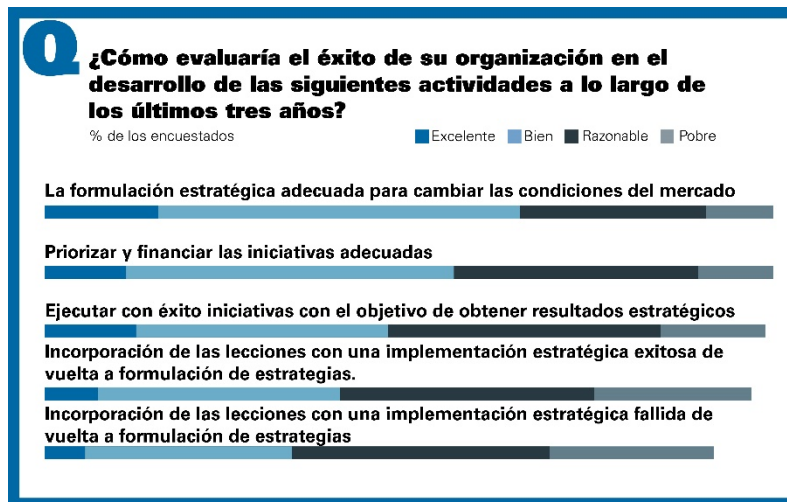 Q
¿Cómo evaluaría el éxito de su organización en el
desarrollo de las siguientes actividades a lo largo de
los últimos tres años?
% de los encuestados
Excelente Bien Razonable Pobre
La formulación estratégica adecuada para cambiar las condiciones del mercado
Priorizar y financiar las iniciativas adecuadas
Ejecutar con éxito iniciativas con el objetivo de obtener resultados estratégicos
Incorporación de las lecciones con una implementación estratégica exitosa de
vuelta a formulación de estrategias.
Incorporación de las lecciones con una implementación estratégica fallida de
vuelta a formulación de estrategias